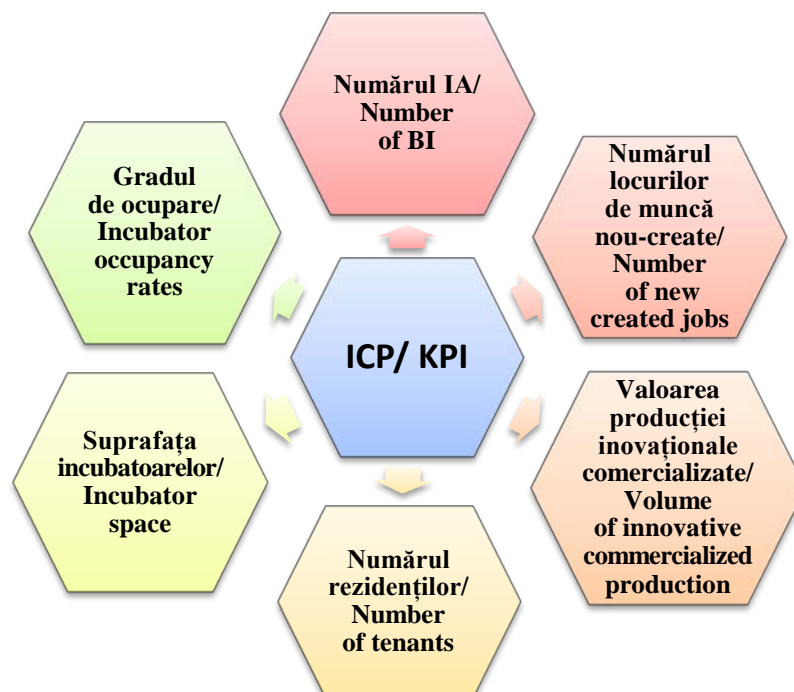 Numărul IA/
Number
of BI
Numărul
locurilor
de muncă
nou-create/
Number
of new
created jobs
Valoarea
producției
inovaționale
comercializate/
Volume
of innovative
commercialized
production
Numărul
rezidenților/
Number
of tenants
Suprafața
incubatoarelor/
Incubator
space
Gradul
de ocupare/
Incubator
occupancy
rates
ICP/ KPI